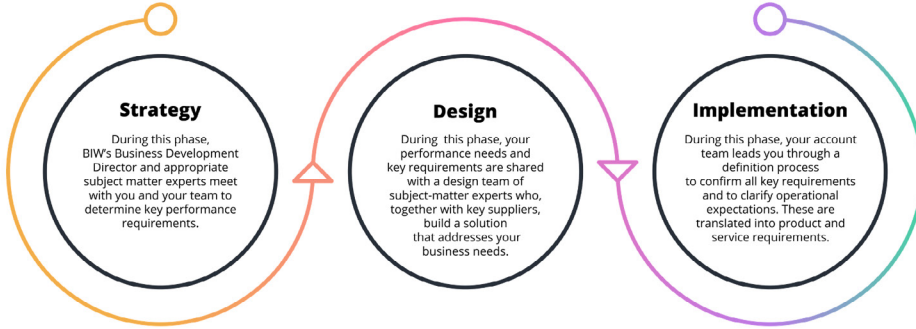 Strategy
During this phase,
BIW's Business Development
Director and appropriate
subject matter experts meet
with you and your team to
determine key performance
requirements.
Design
During this phase, your
performance needs and
key requirements are shared
with a design team of
subject-matter experts who,
together with key suppliers,
build a solution
that addresses your
business needs.
Implementation
During this phase, your account
team leads you through a
definition process
to confirm all key requirements
and to clarify operational
expectations. These are
translated into product and
service requirements.